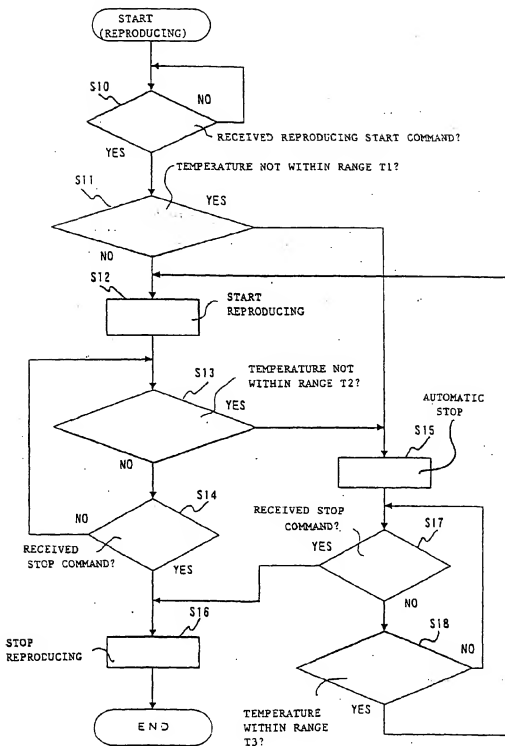 START
(REPRODUCING)
S10
NO
RECEIVED REPRODUCING START COMMAND?
YES
TEMPERATURE NOT WITHIN RANGE T1?
S11
YES
NO
S12
START
REPRODUCING
S13
TEMPERATURE NOT
WITHIN RANGE T2?
YES
AUTOMATIC
STOP
S15
NO
S14
NO
RECEIVED
STOP COMMAND?
YES
RECEIVED STOP
COMMAND?
S17
YES
NO
S16
STOP
REPRODUCING
S18
NO
YES
TEMPERATURE
WITHIN RANGE
T3?
END